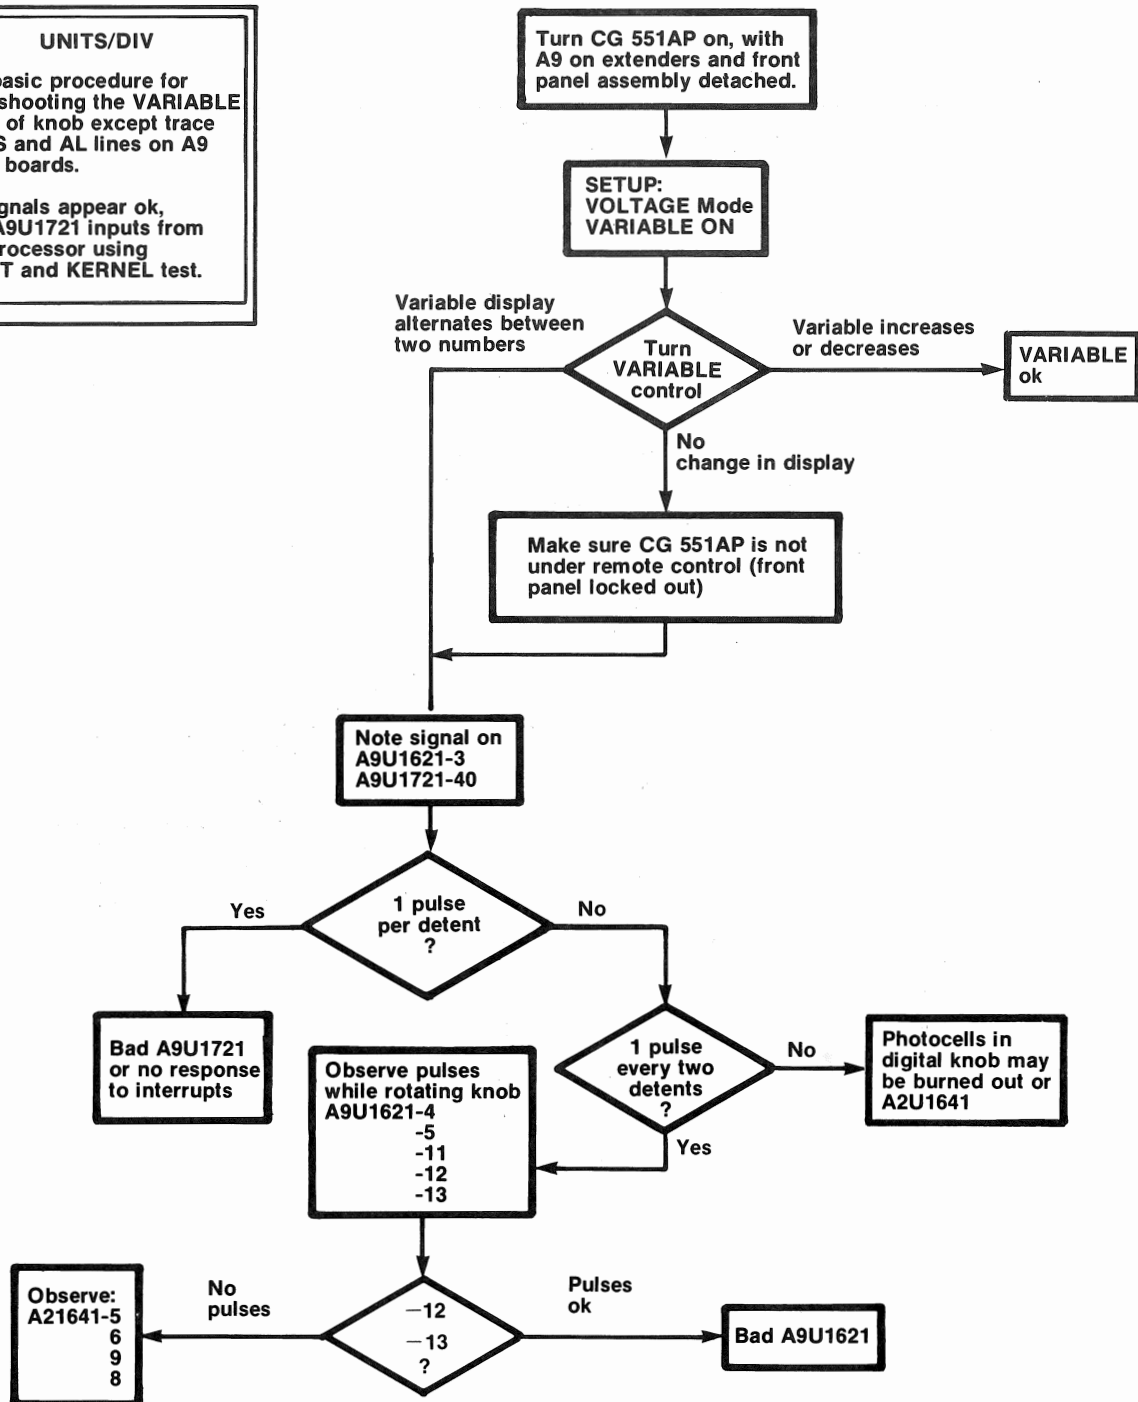 UNITS/DIV
basic procedure for
shooting the VARIABLE
of knob except trace
S and AL lines on A9
boards.
gnals appear ok,
A9U1721 inputs from
rocessor using
T and KERNEL test.
Turn CG 551AP on, with
A9 on extenders and front
panel assembly detached.
SETUP:
VOLTAGE Mode
VARIABLE ON
Variable display
alternates between
two numbers
Turn
VARIABLE
control
Variable increases
or decreases
VARIABLE
ok
No
change in display
Make sure CG 551AP is not
under remote control (front
panel locked out)
Note signal on
A9U1621-3
A9U1721-40
1 pulse
per detent
?
Yes
No
Bad A9U1721
or no response
to interrupts
1 pulse
every two
detents
?
No
Photocells in
digital knob may
be burned out or
A2U1641
Yes
Observe pulses
while rotating knob
A9U1621-4
-5
-11
-12
-13
—12
—13
?
No
pulses
Observe:
A21641-5
6
9
8
Pulses
ok
Bad A9U1621